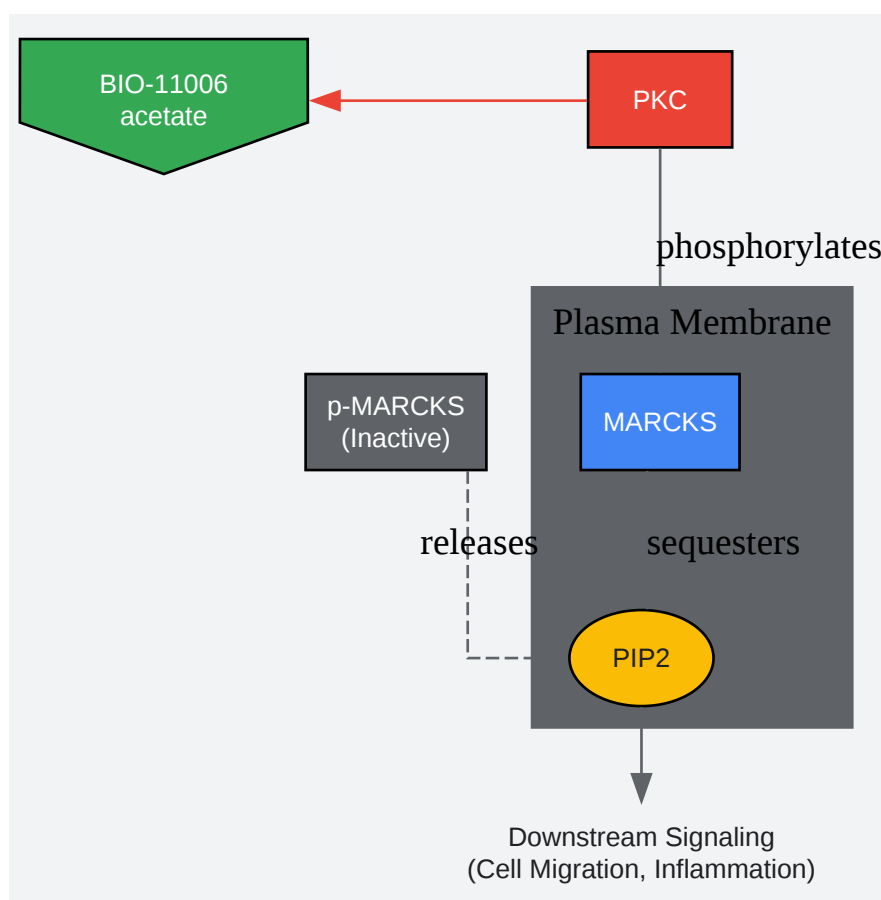 BIO-11006
acetate
PKC
phosphorylates
Plasma Membrane
p-MARCKS
(Inactive)
MARCKS
releases
sequesters
PIP2
Downstream Signaling
(Cell Migration, Inflammation)